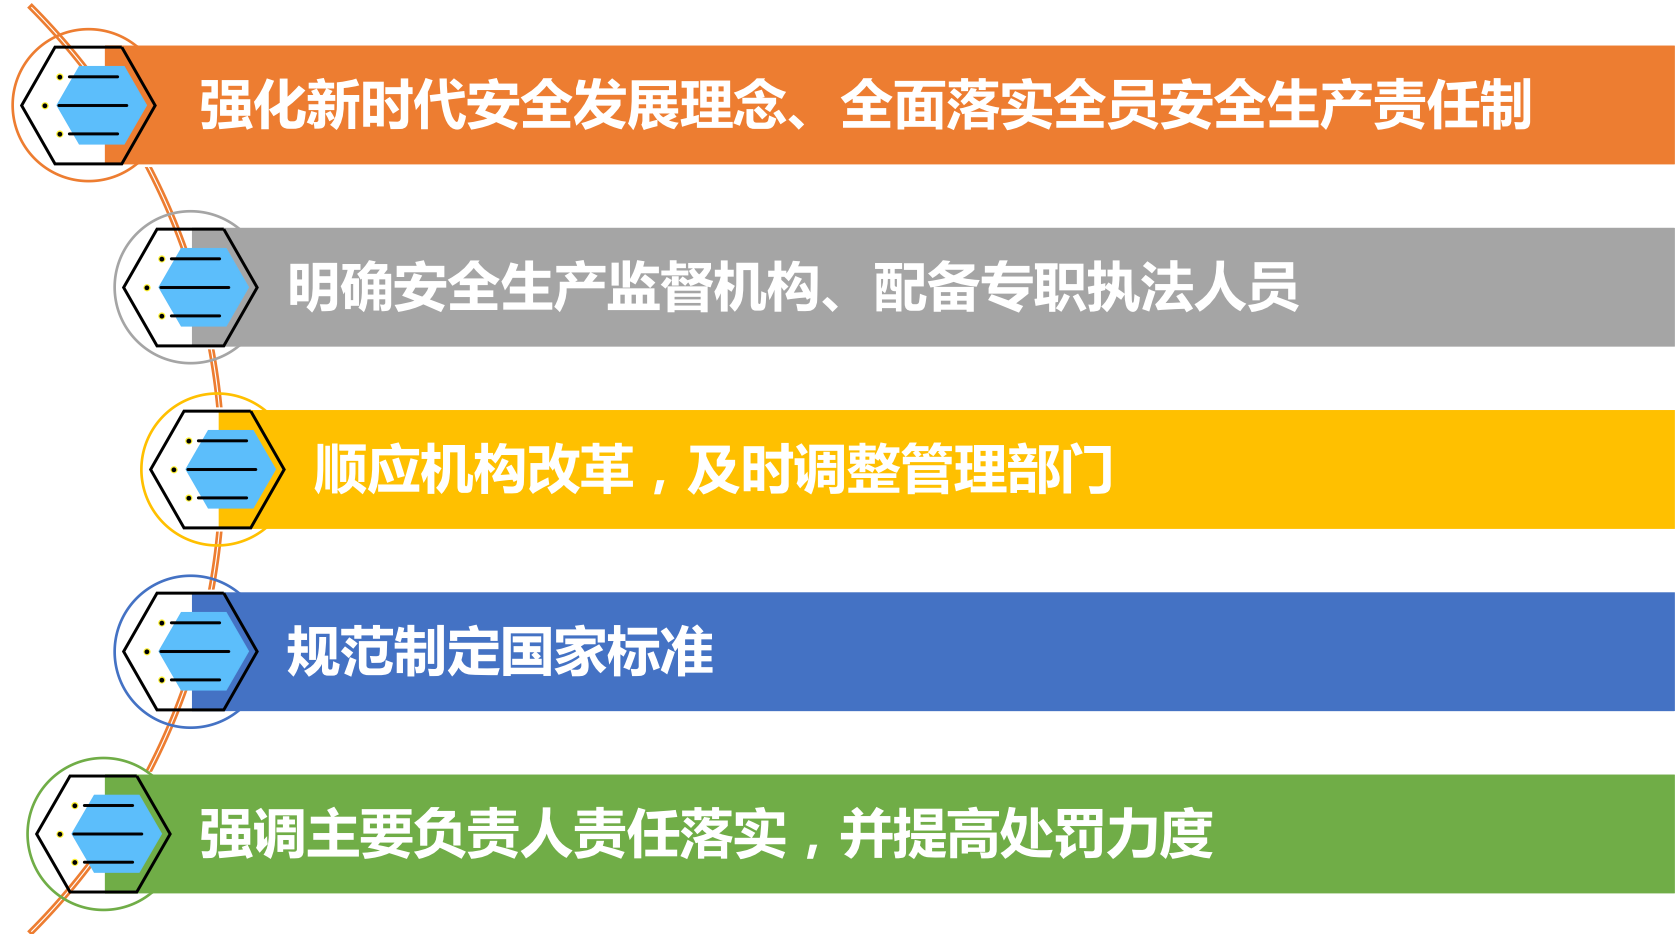 强化新时代安全发展理念、全面落实全员安全生产责任制
明确安全生产监督机构、配备专职执法人员
顺应机构改革，及时调整管理部门
规范制定国家标准
强调主要负责人责任落实，并提高处罚力度